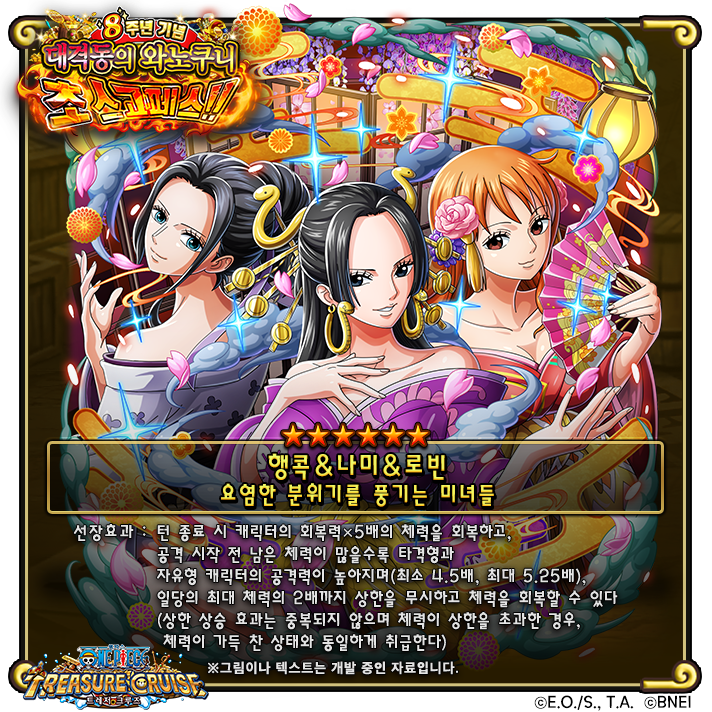 8주년 기념
대격동의 와노쿠니
초 스고페스!!
★★★★★★
행콕&나미&로빈
요염한 분위기를 풍기는 미녀들
선장효과 : 턴 종료 시 캐릭터의 회복력×5배의 체력을 회복하고,
공격 시작 전 남은 체력이 많을수록 타격형과
자유형 캐릭터의 공격력이 높아지며(최소 4.5배, 최대 5.25배),
일당의 최대 체력의 2배까지 상한을 무시하고 체력을 회복할 수 있다
(상한 상승 효과는 중복되지 않으며 체력이 상한을 초과한 경우,
체력이 가득 찬 상태와 동일하게 취급한다)
※그림이나 텍스트는 개발 중인 자료입니다.
ONE PIECE
TREASURE CRUISE
트레저 크루즈
©E.O./S., T.A. ©BNEI